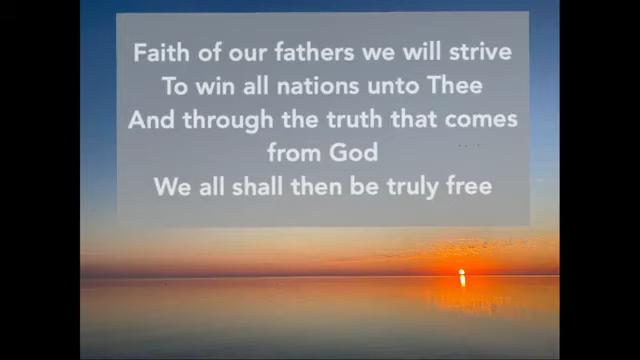 Faith of our fathers we will strive
To win all nations unto Thee
And through the truth that comes
from God
We all shall then be truly free